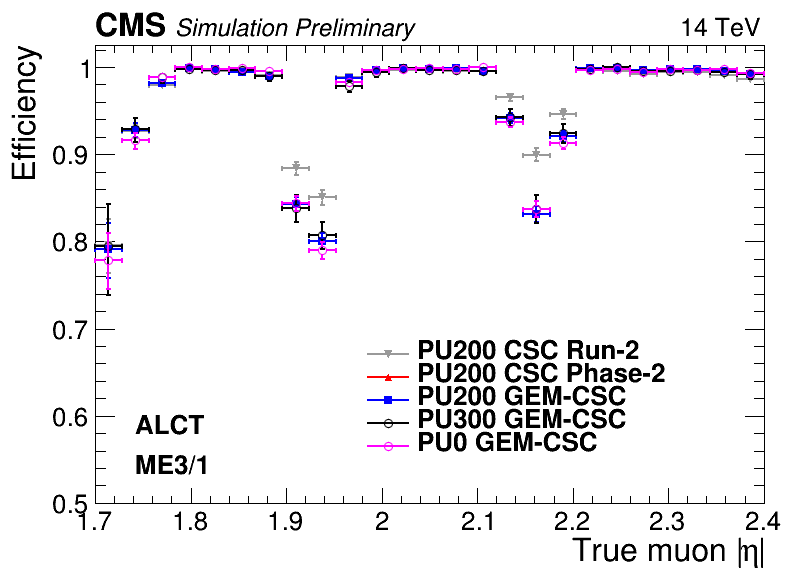 CMS Simulation Preliminary 14 TeV
Efficiency
1
0.9
0.8
0.7
0.6
0.5
PU200 CSC Run-2
PU200 CSC Phase-2
PU200 GEM-CSC
PU300 GEM-CSC
PU0 GEM-CSC
ALCT
ME3/1
1.7 1.8 1.9 2 2.1 2.2 2.3 2.4
True muon |η|